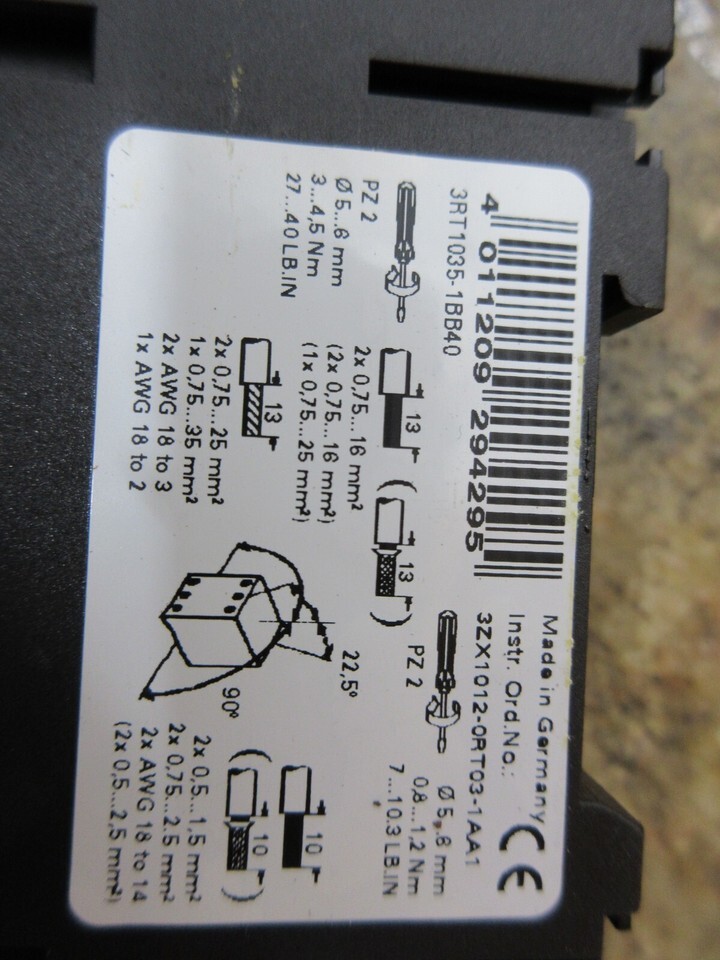 4 011209 294295
3RT1035-1BB40
PZ 2
Ø 5...6 mm
3...4,5 Nm
27...40 LB.IN
13
13
2x 0,75...16 mm²
(2x 0,75...16 mm²)
(1x 0,75...25 mm²)
13
2x 0,75...25 mm²
1x 0,75...35 mm²
2x AWG 18 to 3
1x AWG 18 to 2
22,5°
90°
Made in Germany
CE
Instr. Ord.No.:
3ZX1012-0RT03-1AA1
PZ 2
Ø 5...6 mm
0,8...1,2 Nm
7...10.3 LB.IN
10
10
2x 0,5...1,5 mm²
2x 0,75...2.5 mm²
2x AWG 18 to 14
(2x 0,5...2,5 mm²)